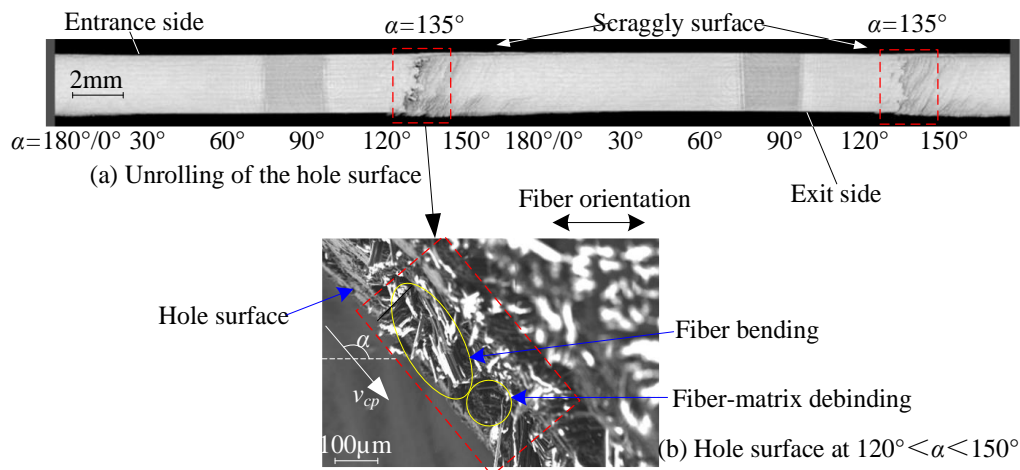 Entrance side
α=135°
Scraggly surface
α=135°
2mm
α=180°/0° 30° 60° 90° 120° 150° 180°/0° 30° 60° 90° 120° 150°
(a) Unrolling of the hole surface
Exit side
Fiber orientation
Hole surface
Fiber bending
α
v_cp
Fiber-matrix debinding
100μm
(b) Hole surface at 120°＜α＜150°